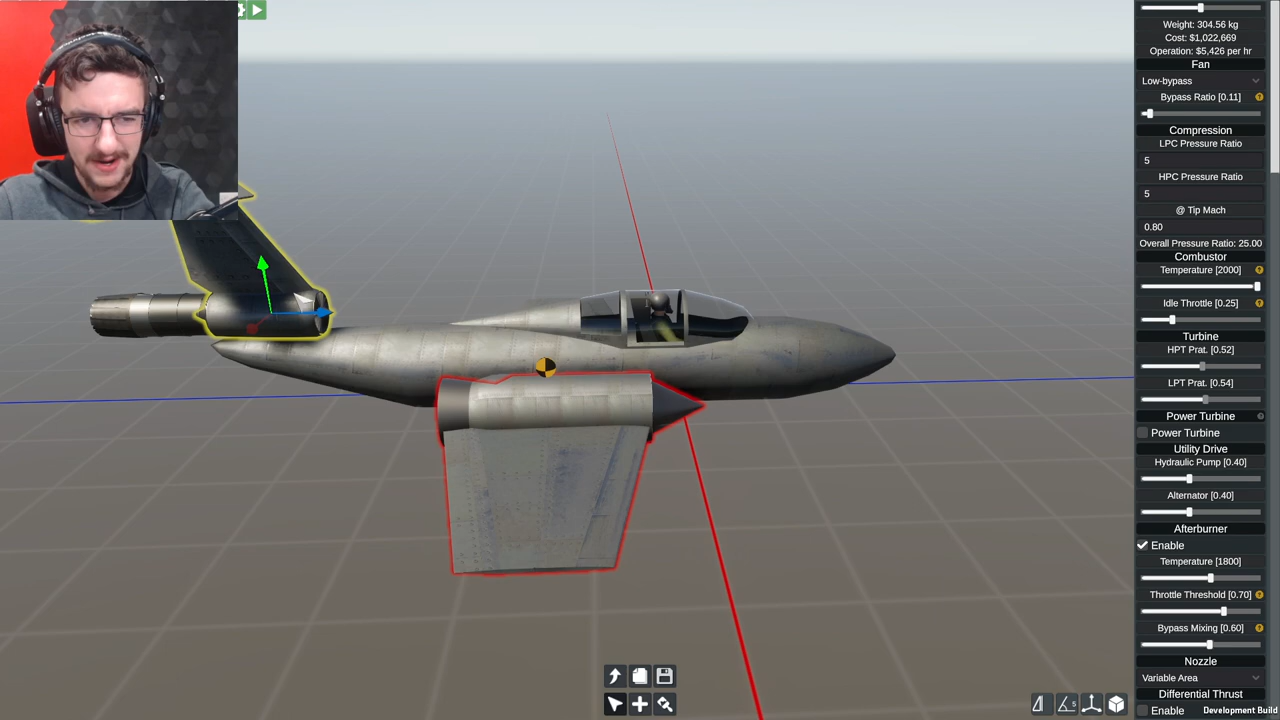 Weight: 304.56 kg
Cost: $1,022,669
Operation: $5,426 per hr
Fan
Low-bypass
Bypass Ratio [0.11]
Compression
LPC Pressure Ratio
5
HPC Pressure Ratio
5
@ Tip Mach
0.80
Overall Pressure Ratio: 25.00
Combustor
Temperature [2000]
Idle Throttle [0.25]
Turbine
HPT Prat. [0.52]
LPT Prat. [0.54]
Power Turbine
Power Turbine
Utility Drive
Hydraulic Pump [0.40]
Alternator [0.40]
Afterburner
Enable
Temperature [1800]
Throttle Threshold [0.70]
Bypass Mixing [0.60]
Nozzle
Variable Area
Differential Thrust
Enable
Development Build